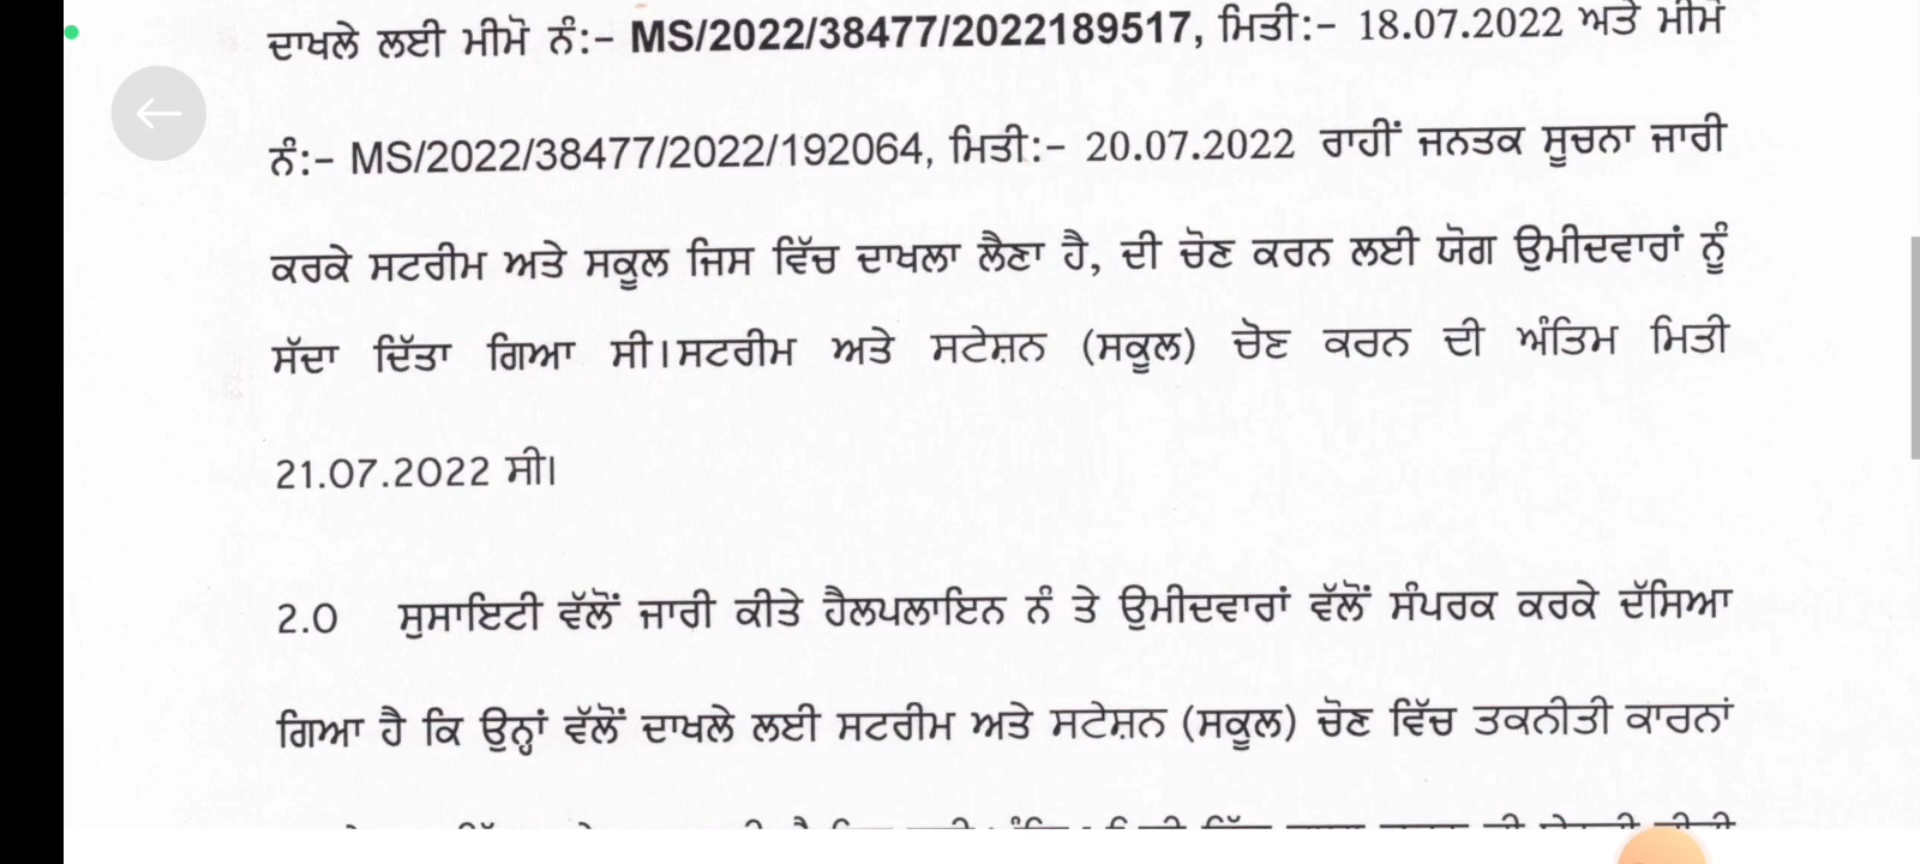 ਦਾਖਲੇ ਲਈ ਮੀਮੋ ਨੰ:- MS/2022/38477/2022189517, ਮਿਤੀ:- 18.07.2022 ਅਤੇ ਮੀਮੋ
ਨੰ:- MS/2022/38477/2022/192064, ਮਿਤੀ:- 20.07.2022 ਰਾਹੀਂ ਜਨਤਕ ਸੂਚਨਾ ਜਾਰੀ
ਕਰਕੇ ਸਟਰੀਮ ਅਤੇ ਸਕੂਲ ਜਿਸ ਵਿੱਚ ਦਾਖਲਾ ਲੈਣਾ ਹੈ, ਦੀ ਚੋਣ ਕਰਨ ਲਈ ਯੋਗ ਉਮੀਦਵਾਰਾਂ ਨੂੰ
ਸੱਦਾ ਦਿੱਤਾ ਗਿਆ ਸੀ।ਸਟਰੀਮ ਅਤੇ ਸਟੇਸ਼ਨ (ਸਕੂਲ) ਚੋਣ ਕਰਨ ਦੀ ਅੰਤਿਮ ਮਿਤੀ
21.07.2022 ਸੀ।
2.0 ਸੁਸਾਇਟੀ ਵੱਲੋਂ ਜਾਰੀ ਕੀਤੇ ਹੈਲਪਲਾਇਨ ਨੰ ਤੇ ਉਮੀਦਵਾਰਾਂ ਵੱਲੋਂ ਸੰਪਰਕ ਕਰਕੇ ਦੱਸਿਆ
ਗਿਆ ਹੈ ਕਿ ਉਨ੍ਹਾਂ ਵੱਲੋਂ ਦਾਖਲੇ ਲਈ ਸਟਰੀਮ ਅਤੇ ਸਟੇਸ਼ਨ (ਸਕੂਲ) ਚੋਣ ਵਿੱਚ ਤਕਨੀਤੀ ਕਾਰਨਾਂ